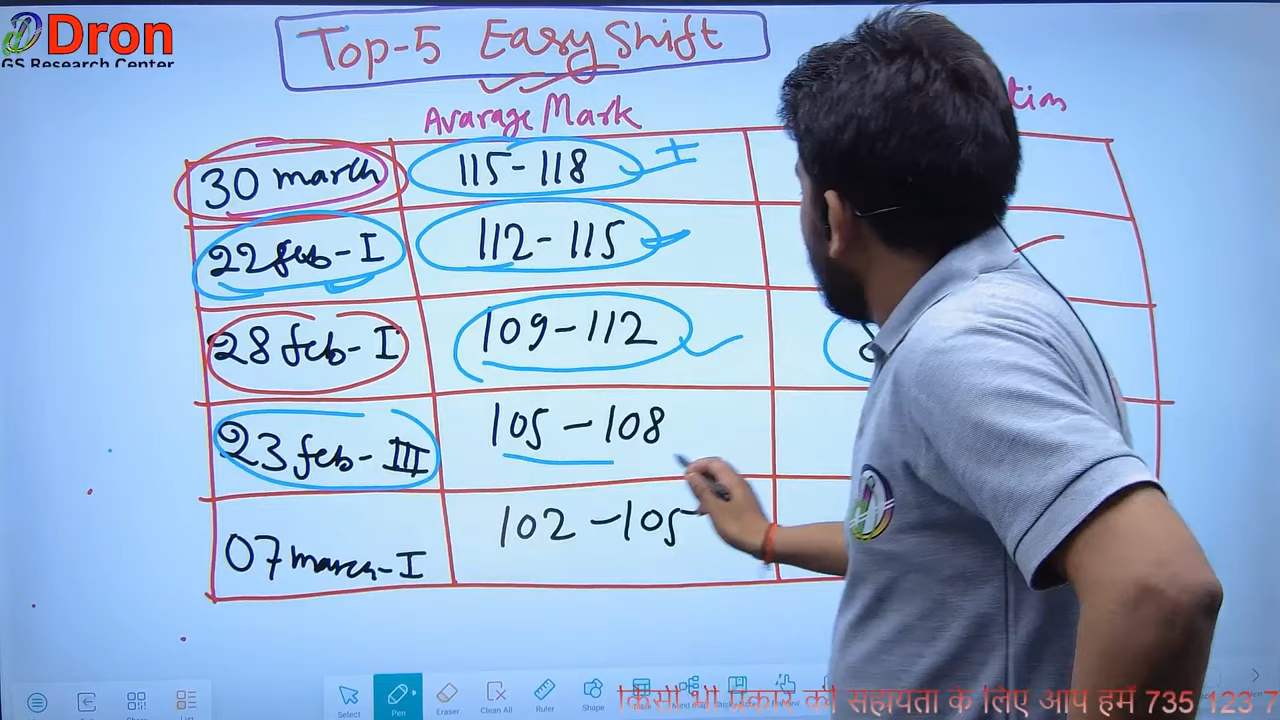 Dron
GS Research Center
Top-5 Easy Shift
Avarage Mark
30 march 115-118
22 feb-I 112-115
28 feb-I 109-112
23 feb-III 105-108
07 march-I 102-105
Select Pen Eraser Clear All Ruler Shape
किसी भी प्रकार की सहायता के लिए आप हमें 735 123 7